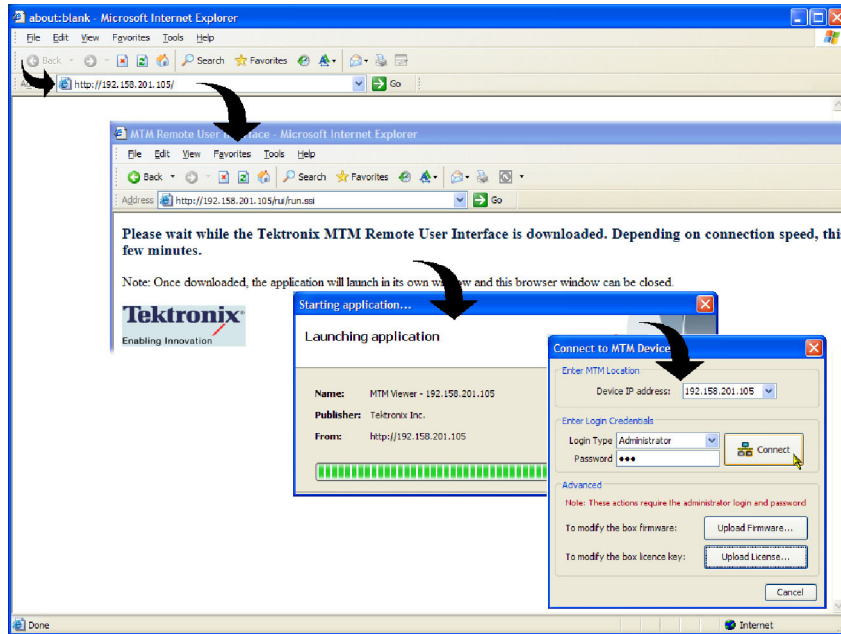 about:blank - Microsoft Internet Explorer
File Edit View Favorites Tools Help
Back Search Favorites
http://192.158.201.105/ Go
MTM Remote User Interface - Microsoft Internet Explorer
File Edit View Favorites Tools Help
Back Search Favorites
Address http://192.158.201.105/rui/run.ssi Go
Please wait while the Tektronix MTM Remote User Interface is downloaded. Depending on connection speed, this
few minutes.
Note: Once downloaded, the application will launch in its own window and this browser window can be closed.
Tektronix
Enabling Innovation
Starting application...
Launching application
Name: MTM Viewer - 192.158.201.105
Publisher: Tektronix Inc.
From: http://192.158.201.105
Connect to MTM Device
Enter MTM Location
Device IP address: 192.158.201.105
Enter Login Credentials
Login Type Administrator
Password ●●●
Connect
Advanced
Note: These actions require the administrator login and password
To modify the box firmware: Upload Firmware...
To modify the box licence key: Upload License...
Cancel
Done
Internet